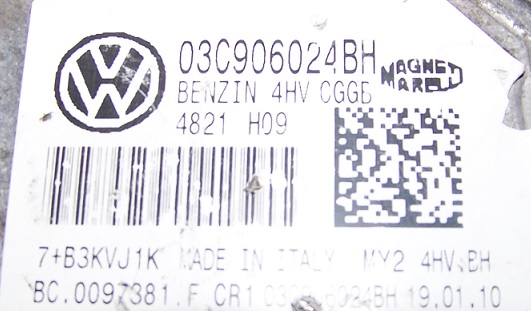 03C906024BH
MAGNETI
MARELLI
BENZIN 4HV CGGB
4821 H09
7+B3KVJ1K MADE IN ITALY MY2 4HV.BH
BC.0097381.F CR1 19.01.10